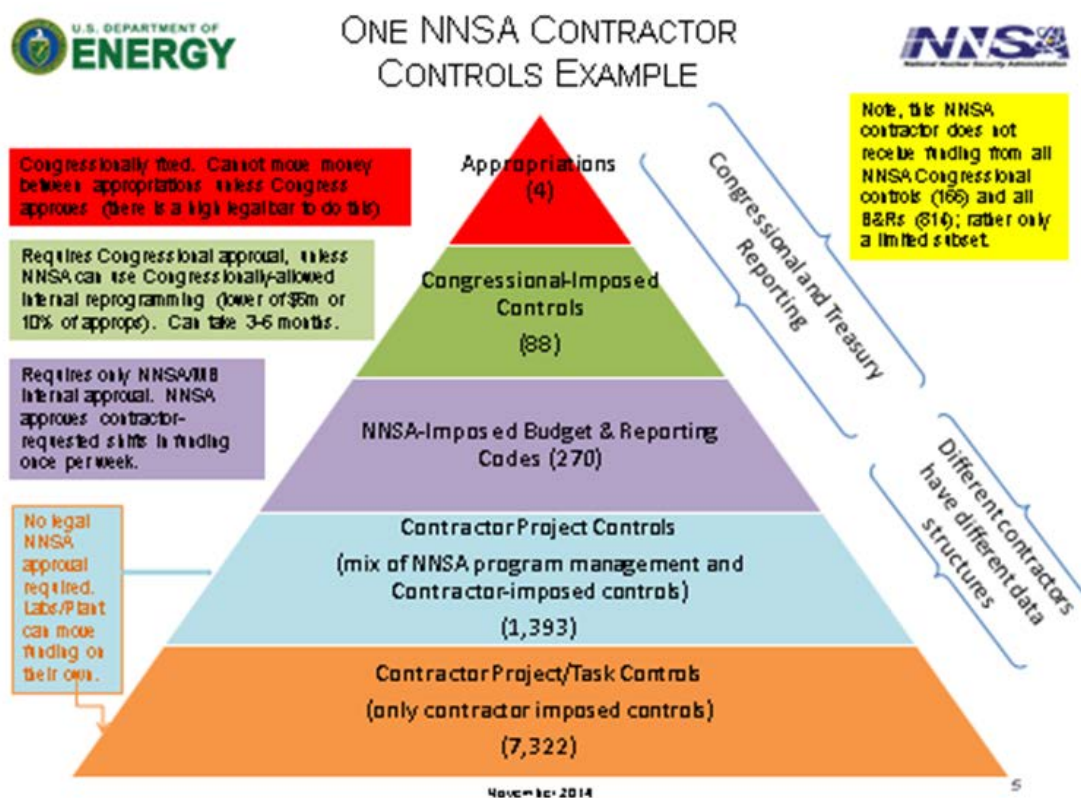 U.S. DEPARTMENT OF
ENERGY
ONE NNSA CONTRACTOR
CONTROLS EXAMPLE
NNSA
National Nuclear Security Administration
Congressionally fixed. Cannot move money
between appropriations unless Congress
approves (there is a high legal bar to do this)
Requires Congressional approval, unless
NNSA can use Congressionally-allowed
internal reprogramming (lower of $5m or
10% of approps). Can take 3-6 months.
Requires only NNSA/MB
internal approval. NNSA
approves contractor-
requested shifts in funding
once per week.
No legal
NNSA
approval
required.
Labs/Plant
can move
funding on
their own.
Appropriations
(4)
Congressional-Imposed
Controls
(88)
NNSA-Imposed Budget & Reporting
Codes (270)
Contractor Project Controls
(mix of NNSA program management and
Contractor-imposed controls)
(1,393)
Contractor Project/Task Controls
(only contractor imposed controls)
(7,322)
Congressional and Treasury
Reporting
Different contractors
have different data
structures
Note, this NNSA
contractor does not
receive funding from all
NNSA Congressional
controls (166) and all
B&Rs (814); rather only
a limited subset.
November 2014
5